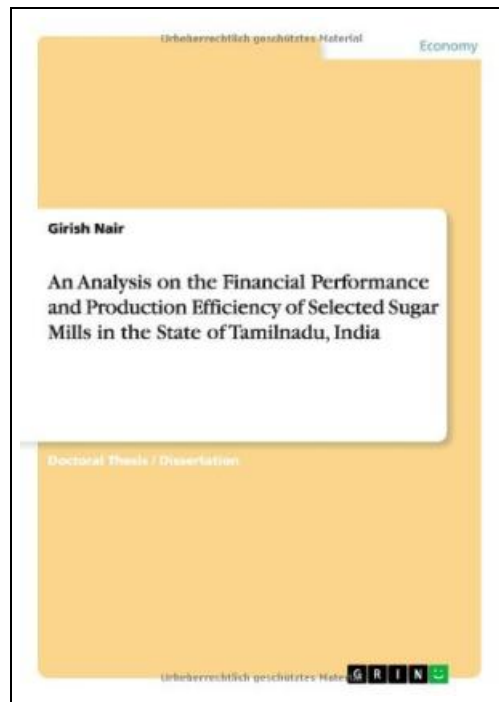 Urheberrechtlich geschütztes Material
Economy
Girish Nair
An Analysis on the Financial Performance
and Production Efficiency of Selected Sugar
Mills in the State of Tamilnadu, India
Doctoral Thesis / Dissertation
Urheberrechtlich geschütztes
GRIN